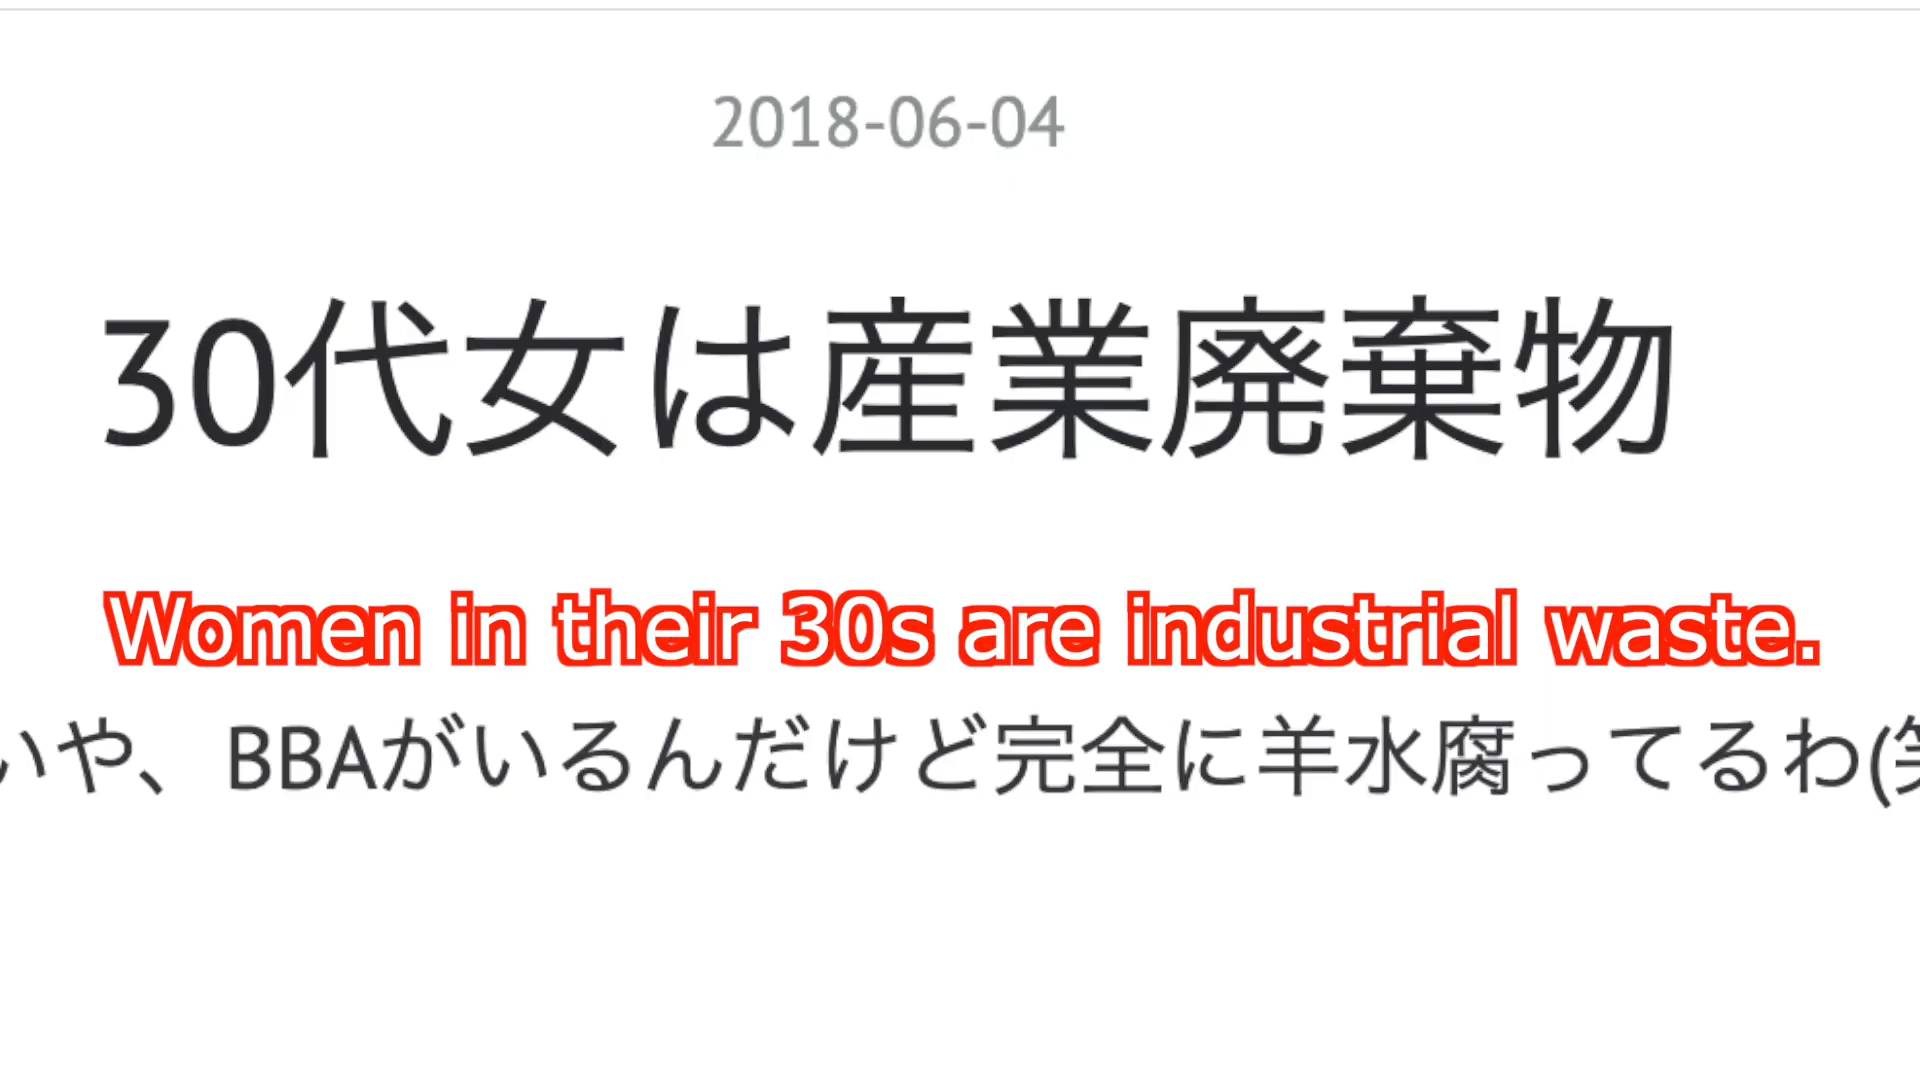 2018-06-04
30代女は産業廃棄物
Women in their 30s are industrial waste.
いや、BBAがいるんだけど完全に羊水腐ってるわ(笑